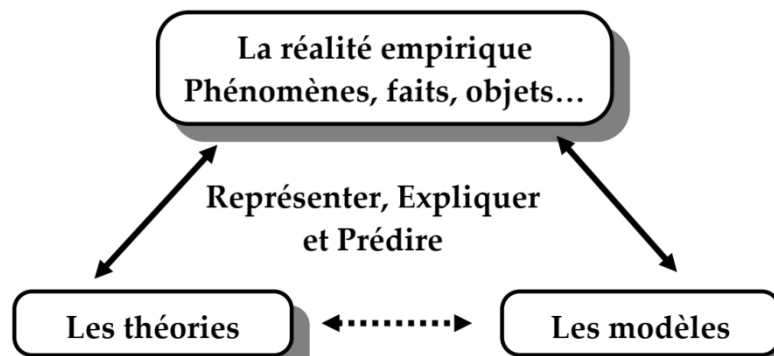 La réalité empirique
Phénomènes, faits, objets…
Représenter, Expliquer
et Prédire
Les théories
Les modèles